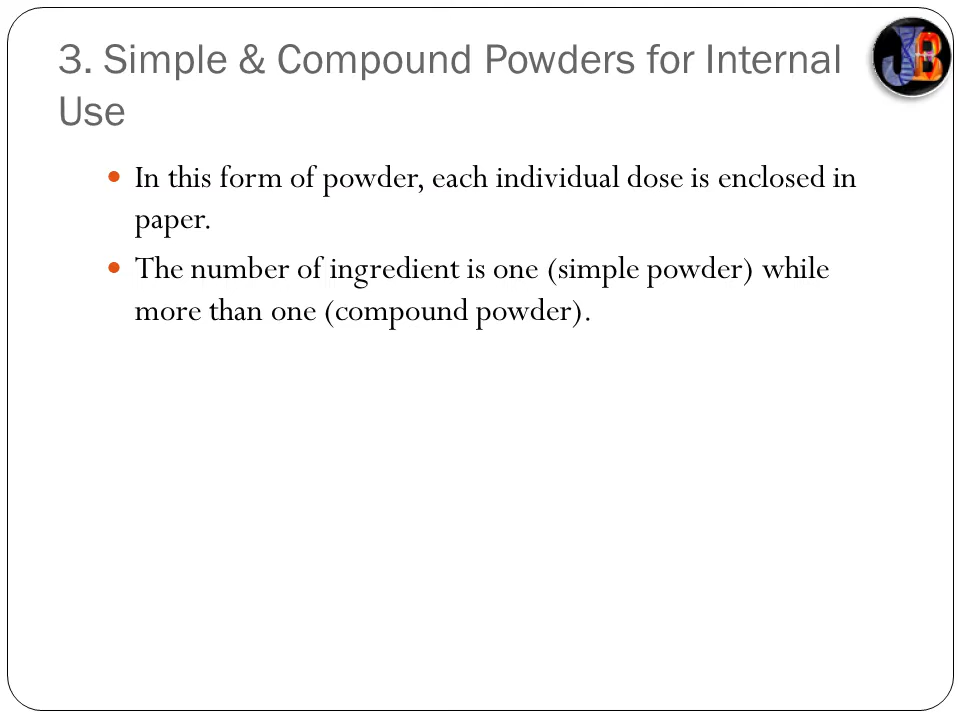 3. Simple & Compound Powders for Internal
Use
JB
In this form of powder, each individual dose is enclosed in
paper.
The number of ingredient is one (simple powder) while
more than one (compound powder).